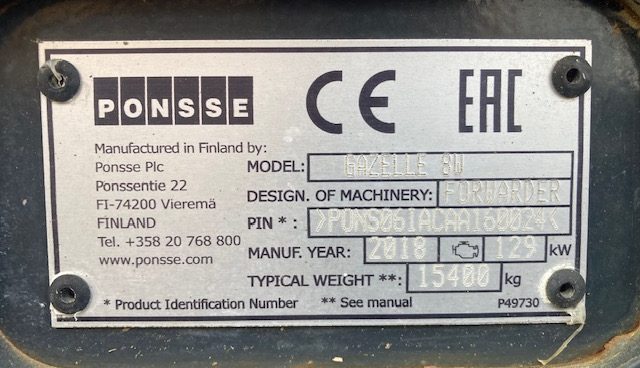 PONSSE
CE
EAC
Manufactured in Finland by:
Ponsse Plc
Ponssentie 22
FI-74200 Vieremä
FINLAND
Tel. +358 20 768 800
www.ponsse.com
MODEL: GAZELLE 8W
DESIGN. OF MACHINERY: FORWARDER
PIN * : >PONS061ACAA160024<
MANUF. YEAR: 2018 129 kW
TYPICAL WEIGHT **: 15400 kg
* Product Identification Number ** See manual P49730